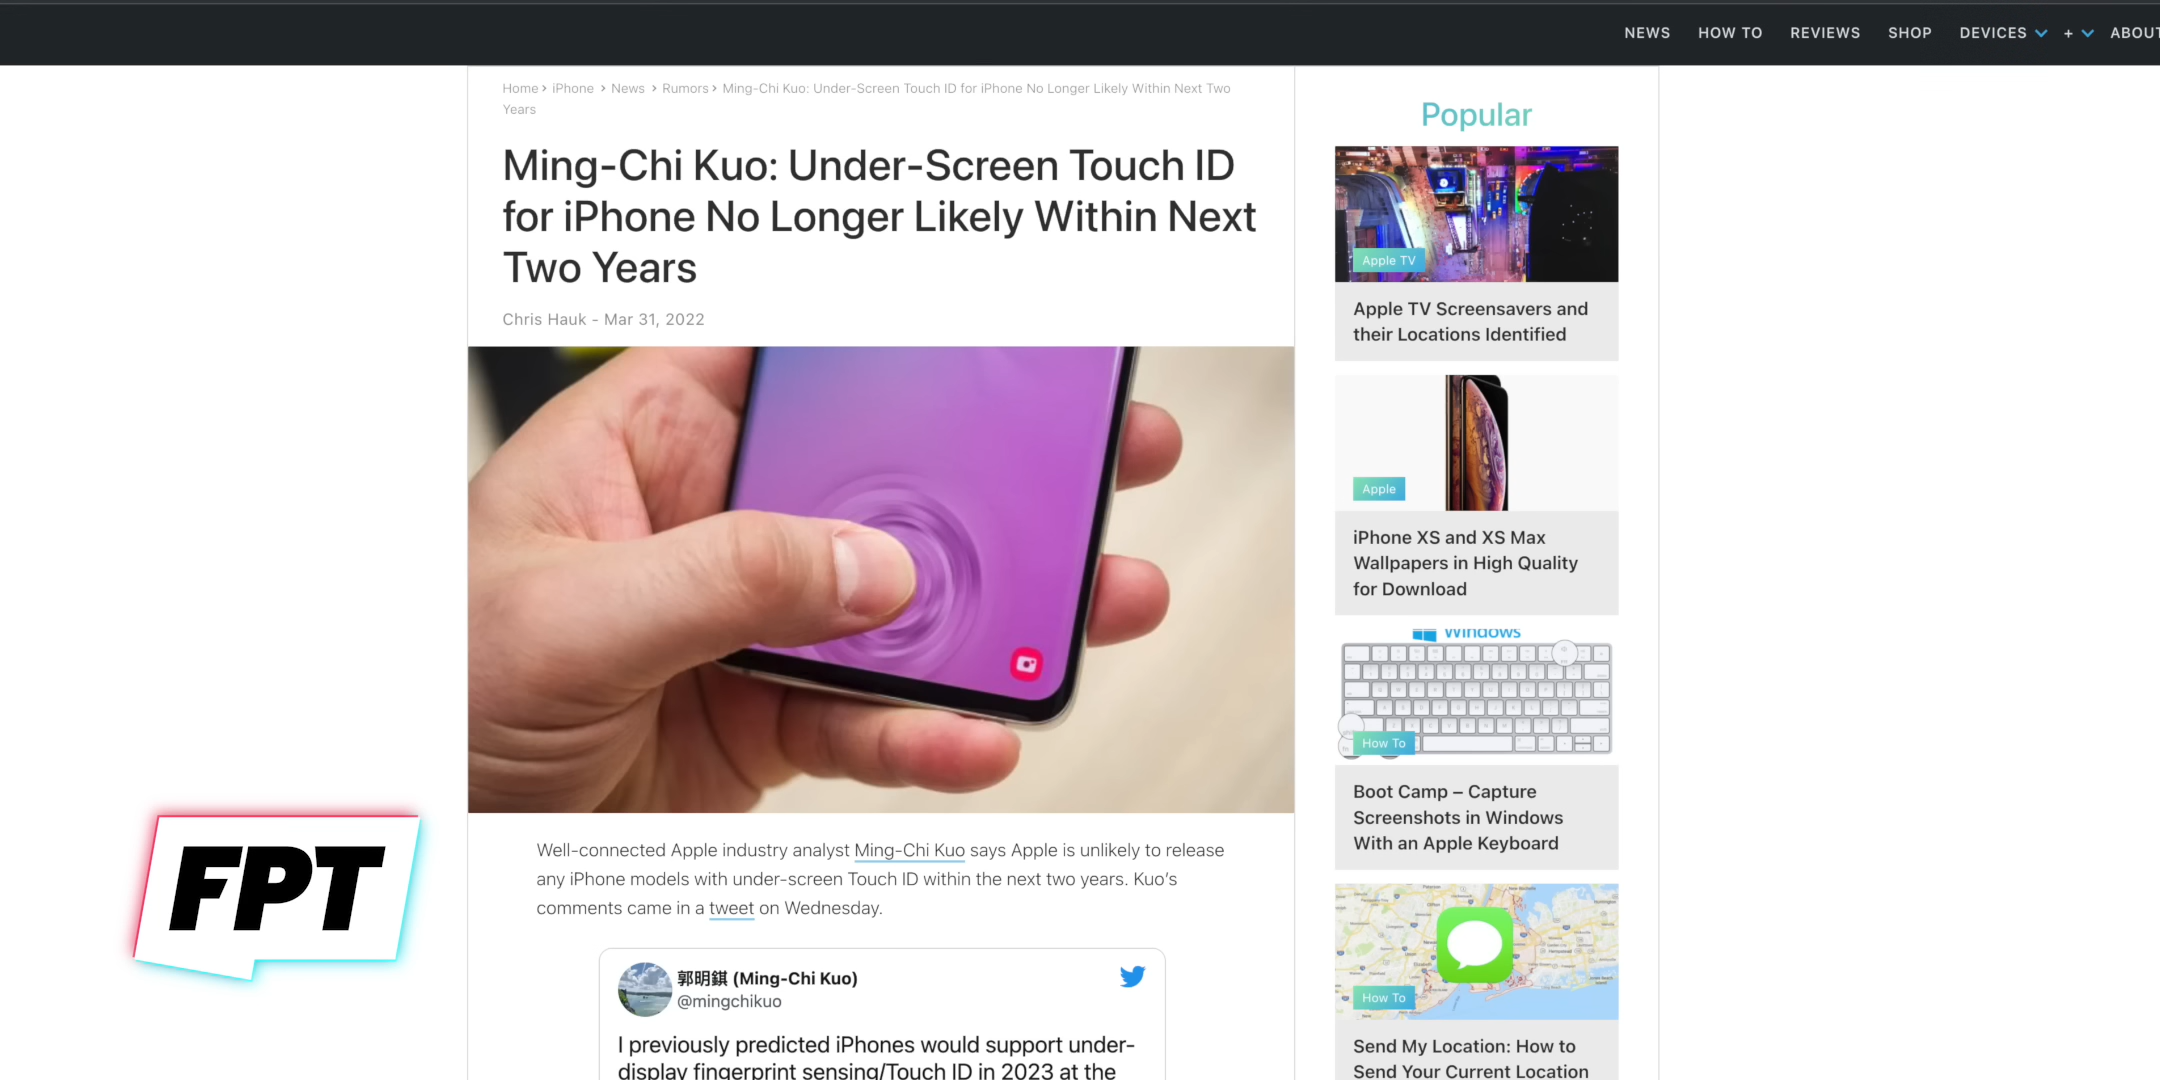 NEWS HOW TO REVIEWS SHOP DEVICES + ABOUT
Home › iPhone › News › Rumors › Ming-Chi Kuo: Under-Screen Touch ID for iPhone No Longer Likely Within Next Two
Years
Ming-Chi Kuo: Under-Screen Touch ID
for iPhone No Longer Likely Within Next
Two Years
Chris Hauk - Mar 31, 2022
Well-connected Apple industry analyst Ming-Chi Kuo says Apple is unlikely to release
any iPhone models with under-screen Touch ID within the next two years. Kuo’s
comments came in a tweet on Wednesday.
郭明錤 (Ming-Chi Kuo)
@mingchikuo
I previously predicted iPhones would support under-
display fingerprint sensing/Touch ID in 2023 at the
FPT
Popular
Apple TV
Apple TV Screensavers and
their Locations Identified
Apple
iPhone XS and XS Max
Wallpapers in High Quality
for Download
Windows
How To
Boot Camp – Capture
Screenshots in Windows
With an Apple Keyboard
How To
Send My Location: How to
Send Your Current Location